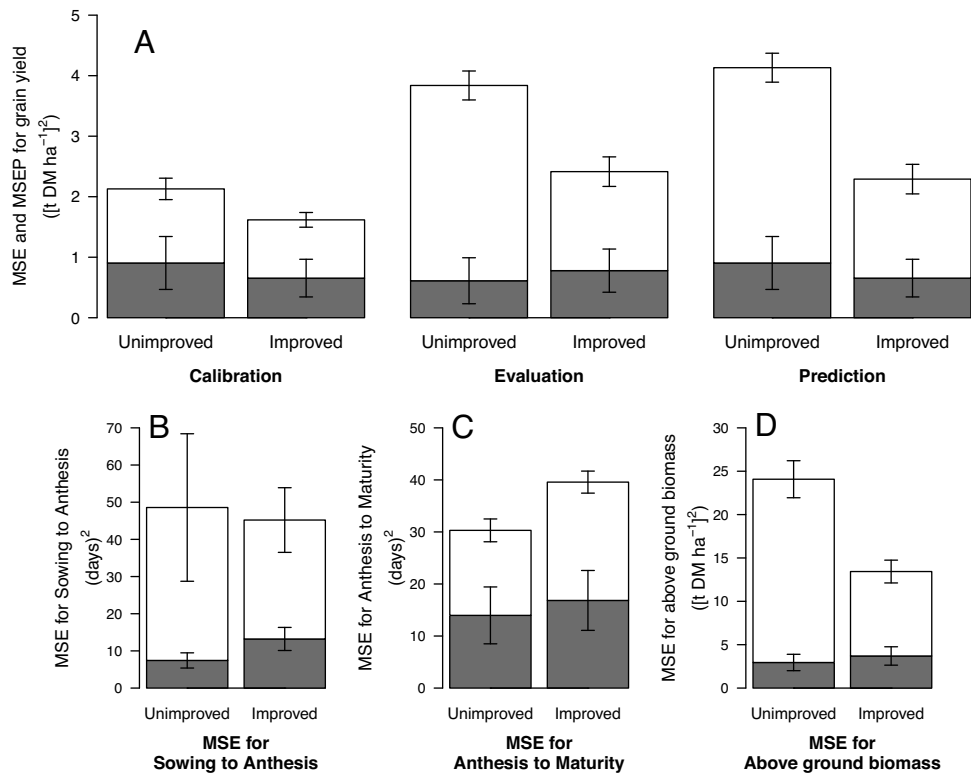 A
MSE and MSEP for grain yield
([t DM ha⁻¹]²)
5
4
3
2
1
0
Unimproved Improved Unimproved Improved Unimproved Improved
Calibration Evaluation Prediction
B
MSE for Sowing to Anthesis
(days)²
70
60
50
40
30
20
10
0
Unimproved Improved
MSE for
Sowing to Anthesis
C
MSE for Anthesis to Maturity
(days)²
50
40
30
20
10
0
Unimproved Improved
MSE for
Anthesis to Maturity
D
MSE for above ground biomass
([t DM ha⁻¹]²)
30
25
20
15
10
5
0
Unimproved Improved
MSE for
Above ground biomass